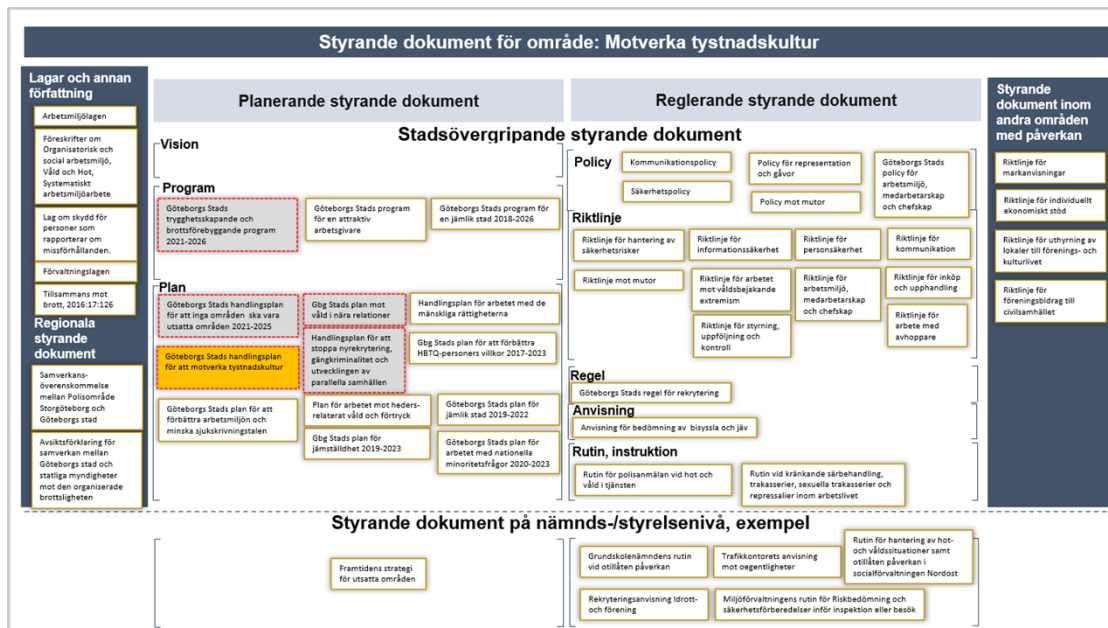 Styrande dokument för område: Motverka tystnadskultur
Lagar och annan
författning
Arbetsmiljölagen
Föreskrifter om
Organisatorisk och
social arbetsmiljö,
Våld och Hot,
Systematiskt
arbetsmiljöarbete
Lag om skydd för
personer som
rapporterar om
missförhållanden.
Förvaltningslagen
Tillsammans mot
brott, 2016:17:126
Regionala
styrande
dokument
Samverkans-
överenskommelse
mellan Polisområde
Storgöteborg och
Göteborgs stad
Avsiktsförklaring för
samverkan mellan
Göteborgs stad och
statliga myndigheter
mot den organiserade
brottsligheten
Planerande styrande dokument
Reglerande styrande dokument
Stadsövergripande styrande dokument
Vision
Program
Göteborgs Stads
trygghetsskapande och
brottsförebyggande program
2021-2026
Göteborgs Stads program
för en attraktiv
arbetsgivare
Göteborgs Stads program för
en jämlik stad 2018-2026
Plan
Göteborgs Stads handlingsplan
för att inga områden ska vara
utsatta områden 2021-2025
Gbg Stads plan mot
våld i nära relationer
Handlingsplan för arbetet med de
mänskliga rättigheterna
Göteborgs Stads handlingsplan
för att motverka tystnadskultur
Handlingsplan för att
stoppa nyrekrytering,
gängkriminalitet och
utvecklingen av
parallella samhällen
Gbg Stads plan för att förbättra
HBTQ-personers villkor 2017-2023
Göteborgs Stads plan för att
förbättra arbetsmiljön och
minska sjukskrivningstalen
Plan för arbetet mot heders-
relaterat våld och förtryck
Göteborgs Stads plan för
jämlik stad 2019-2022
Gbg Stads plan för
jämställdhet 2019-2023
Göteborgs Stads plan för
arbetet med nationella
minoritetsfrågor 2020-2023
Policy
Kommunikationspolicy
Policy för representation
och gåvor
Göteborgs Stads
policy för
arbetsmiljö,
medarbetarskap
och chefskap
Säkerhetspolicy
Policy mot mutor
Riktlinje
Riktlinje för hantering av
säkerhetsrisker
Riktlinje för
informationssäkerhet
Riktlinje för
personsäkerhet
Riktlinje för
kommunikation
Riktlinje mot mutor
Riktlinje för arbetet
mot våldsbejakande
extremism
Riktlinje för
arbetsmiljö,
medarbetarskap
och chefskap
Riktlinje för inköp
och upphandling
Riktlinje för styrning,
uppföljning och
kontroll
Riktlinje för
arbete med
avhoppare
Regel
Göteborgs Stads regel för rekrytering
Anvisning
Anvisning för bedömning av bisyssla och jäv
Rutin, instruktion
Rutin för polisanmälan vid hot och
våld i tjänsten
Rutin vid kränkande särbehandling,
trakasserier, sexuella trakasserier och
repressalier inom arbetslivet
Styrande
dokument inom
andra områden
med påverkan
Riktlinje för
markanvisningar
Riktlinje för individuellt
ekonomiskt stöd
Riktlinje för uthyrning av
lokaler till förenings- och
kulturlivet
Riktlinje för
föreningsbidrag till
civilsamhället
Styrande dokument på nämnds-/styrelsenivå, exempel
Framtidens strategi
för utsatta områden
Grundskolenämndens rutin
vid otillåten påverkan
Trafikkontorets anvisning
mot oegentligheter
Rutin för hantering av hot-
och våldssituationer samt
otillåten påverkan i
socialförvaltningen Nordost
Rekryteringsanvisning Idrott-
och förening
Miljöförvaltningens rutin för Riskbedömning och
säkerhetsförberedelser inför inspektion eller besök